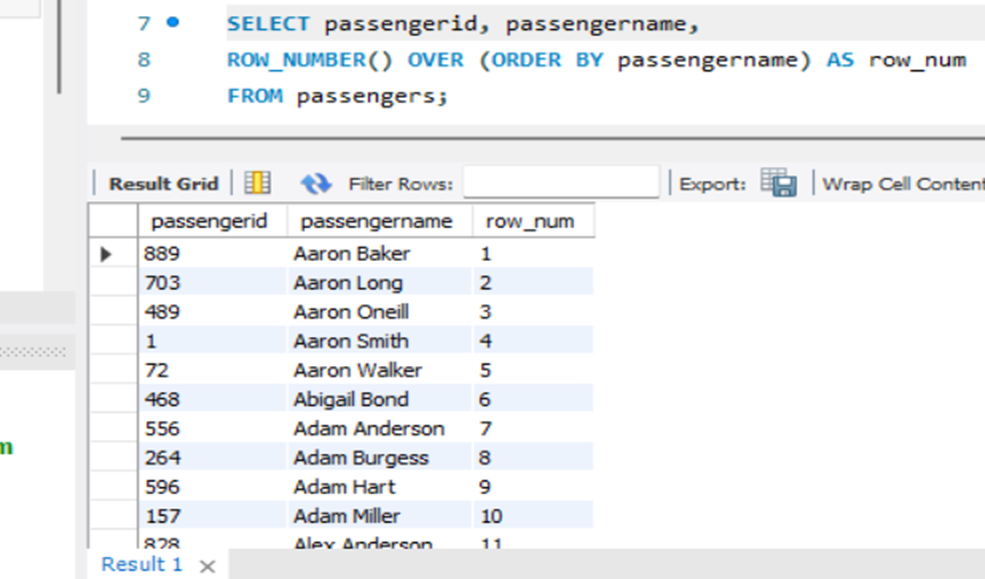 7 SELECT passengerid, passengername,
8 ROW_NUMBER() OVER (ORDER BY passengername) AS row_num
9 FROM passengers;
Result Grid Filter Rows: Export: Wrap Cell Content
passengerid passengername row_num
889 Aaron Baker 1
703 Aaron Long 2
489 Aaron Oneill 3
1 Aaron Smith 4
72 Aaron Walker 5
468 Abigail Bond 6
556 Adam Anderson 7
264 Adam Burgess 8
596 Adam Hart 9
157 Adam Miller 10
828 Alex Anderson 11
m
Result 1